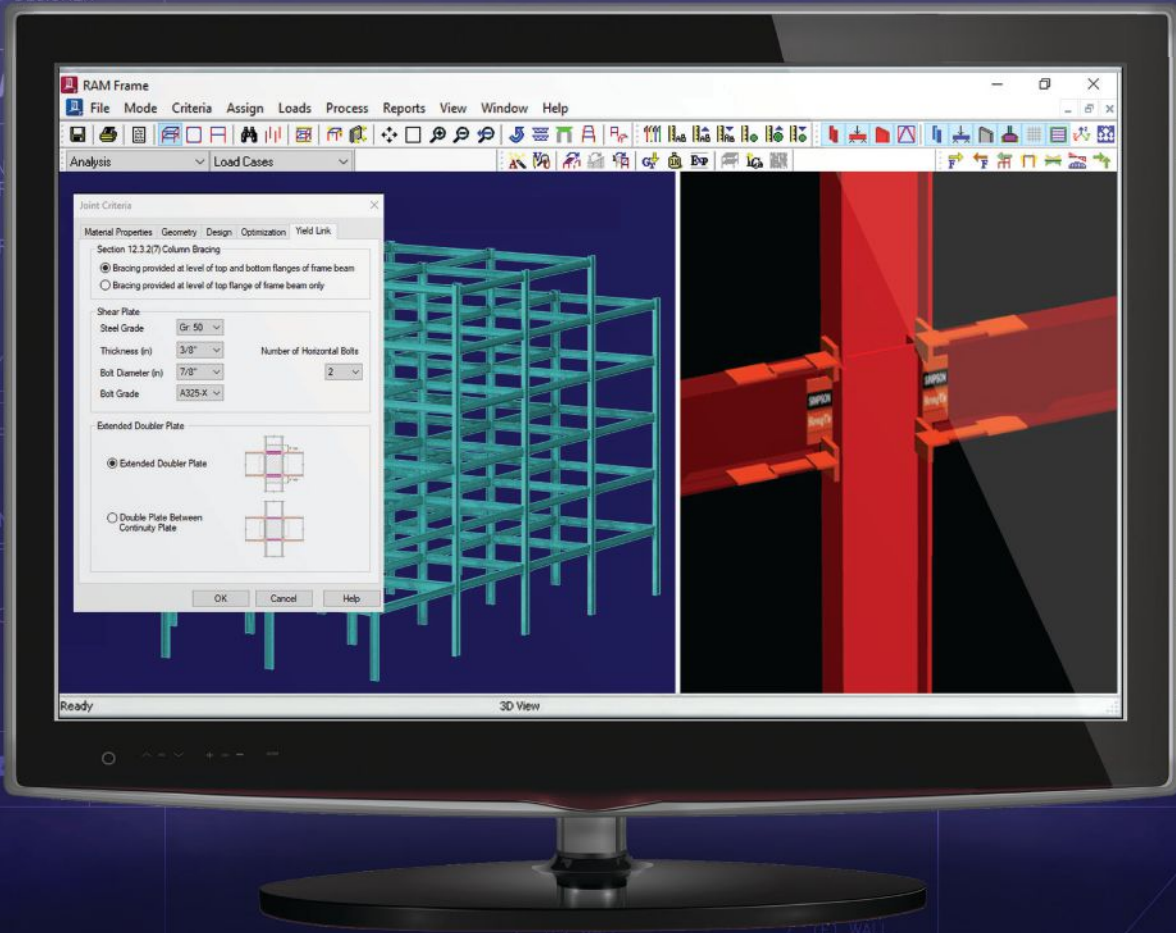 RAM Frame
File Mode Criteria Assign Loads Process Reports View Window Help
Analysis Load Cases
Joint Criteria
Material Properties Geometry Design Optimization Yield Link
Section 12.3.2(7) Column Bracing
Bracing provided at level of top and bottom flanges of frame beam
Bracing provided at level of top flange of frame beam only
Shear Plate
Steel Grade Gr: 50
Thickness (in) 3/8" Number of Horizontal Bolts
Bolt Diameter (in) 7/8" 2
Bolt Grade A325-X
Extended Doubler Plate
Extended Doubler Plate
Double Plate Between
Continuity Plate
OK Cancel Help
SIMPSON
Strong-Tie
SIMPSON
Strong-Tie
Ready 3D View